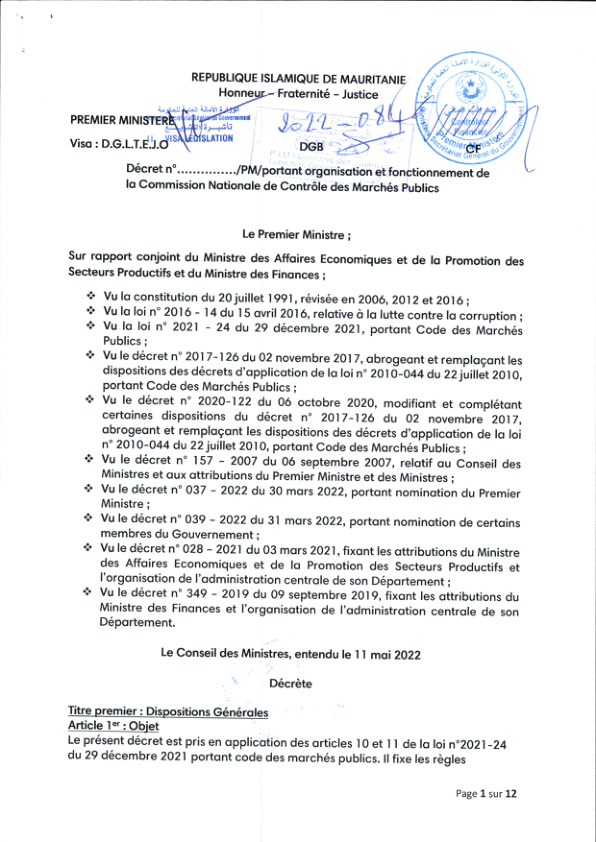 REPUBLIQUE ISLAMIQUE DE MAURITANIE
Honneur – Fraternité – Justice
PREMIER MINISTERE
2022-084
VISA LEGISLATION
Visa : D.G.L.T.E.J.O
DGB
CF
Décret n°……………/PM/portant organisation et fonctionnement de
la Commission Nationale de Contrôle des Marchés Publics
Le Premier Ministre ;
Sur rapport conjoint du Ministre des Affaires Economiques et de la Promotion des
Secteurs Productifs et du Ministre des Finances ;
❖ Vu la constitution du 20 juillet 1991, révisée en 2006, 2012 et 2016 ;
❖ Vu la loi n° 2016 - 14 du 15 avril 2016, relative à la lutte contre la corruption ;
❖ Vu la loi n° 2021 - 24 du 29 décembre 2021, portant Code des Marchés
Publics ;
❖ Vu le décret n° 2017-126 du 02 novembre 2017, abrogeant et remplaçant les
dispositions des décrets d'application de la loi n° 2010-044 du 22 juillet 2010,
portant Code des Marchés Publics ;
❖ Vu le décret n° 2020-122 du 06 octobre 2020, modifiant et complétant
certaines dispositions du décret n° 2017-126 du 02 novembre 2017,
abrogeant et remplaçant les dispositions des décrets d'application de la loi
n° 2010-044 du 22 juillet 2010, portant Code des Marchés Publics ;
❖ Vu le décret n° 157 – 2007 du 06 septembre 2007, relatif au Conseil des
Ministres et aux attributions du Premier Ministre et des Ministres ;
❖ Vu le décret n° 037 – 2022 du 30 mars 2022, portant nomination du Premier
Ministre ;
❖ Vu le décret n° 039 – 2022 du 31 mars 2022, portant nomination de certains
membres du Gouvernement ;
❖ Vu le décret n° 028 – 2021 du 03 mars 2021, fixant les attributions du Ministre
des Affaires Economiques et de la Promotion des Secteurs Productifs et
l'organisation de l'administration centrale de son Département ;
❖ Vu le décret n° 349 – 2019 du 09 septembre 2019, fixant les attributions du
Ministre des Finances et l'organisation de l'administration centrale de son
Département.
Le Conseil des Ministres, entendu le 11 mai 2022
Décrète
Titre premier : Dispositions Générales
Article 1er : Objet
Le présent décret est pris en application des articles 10 et 11 de la loi n°2021-24
du 29 décembre 2021 portant code des marchés publics. Il fixe les règles
Page 1 sur 12